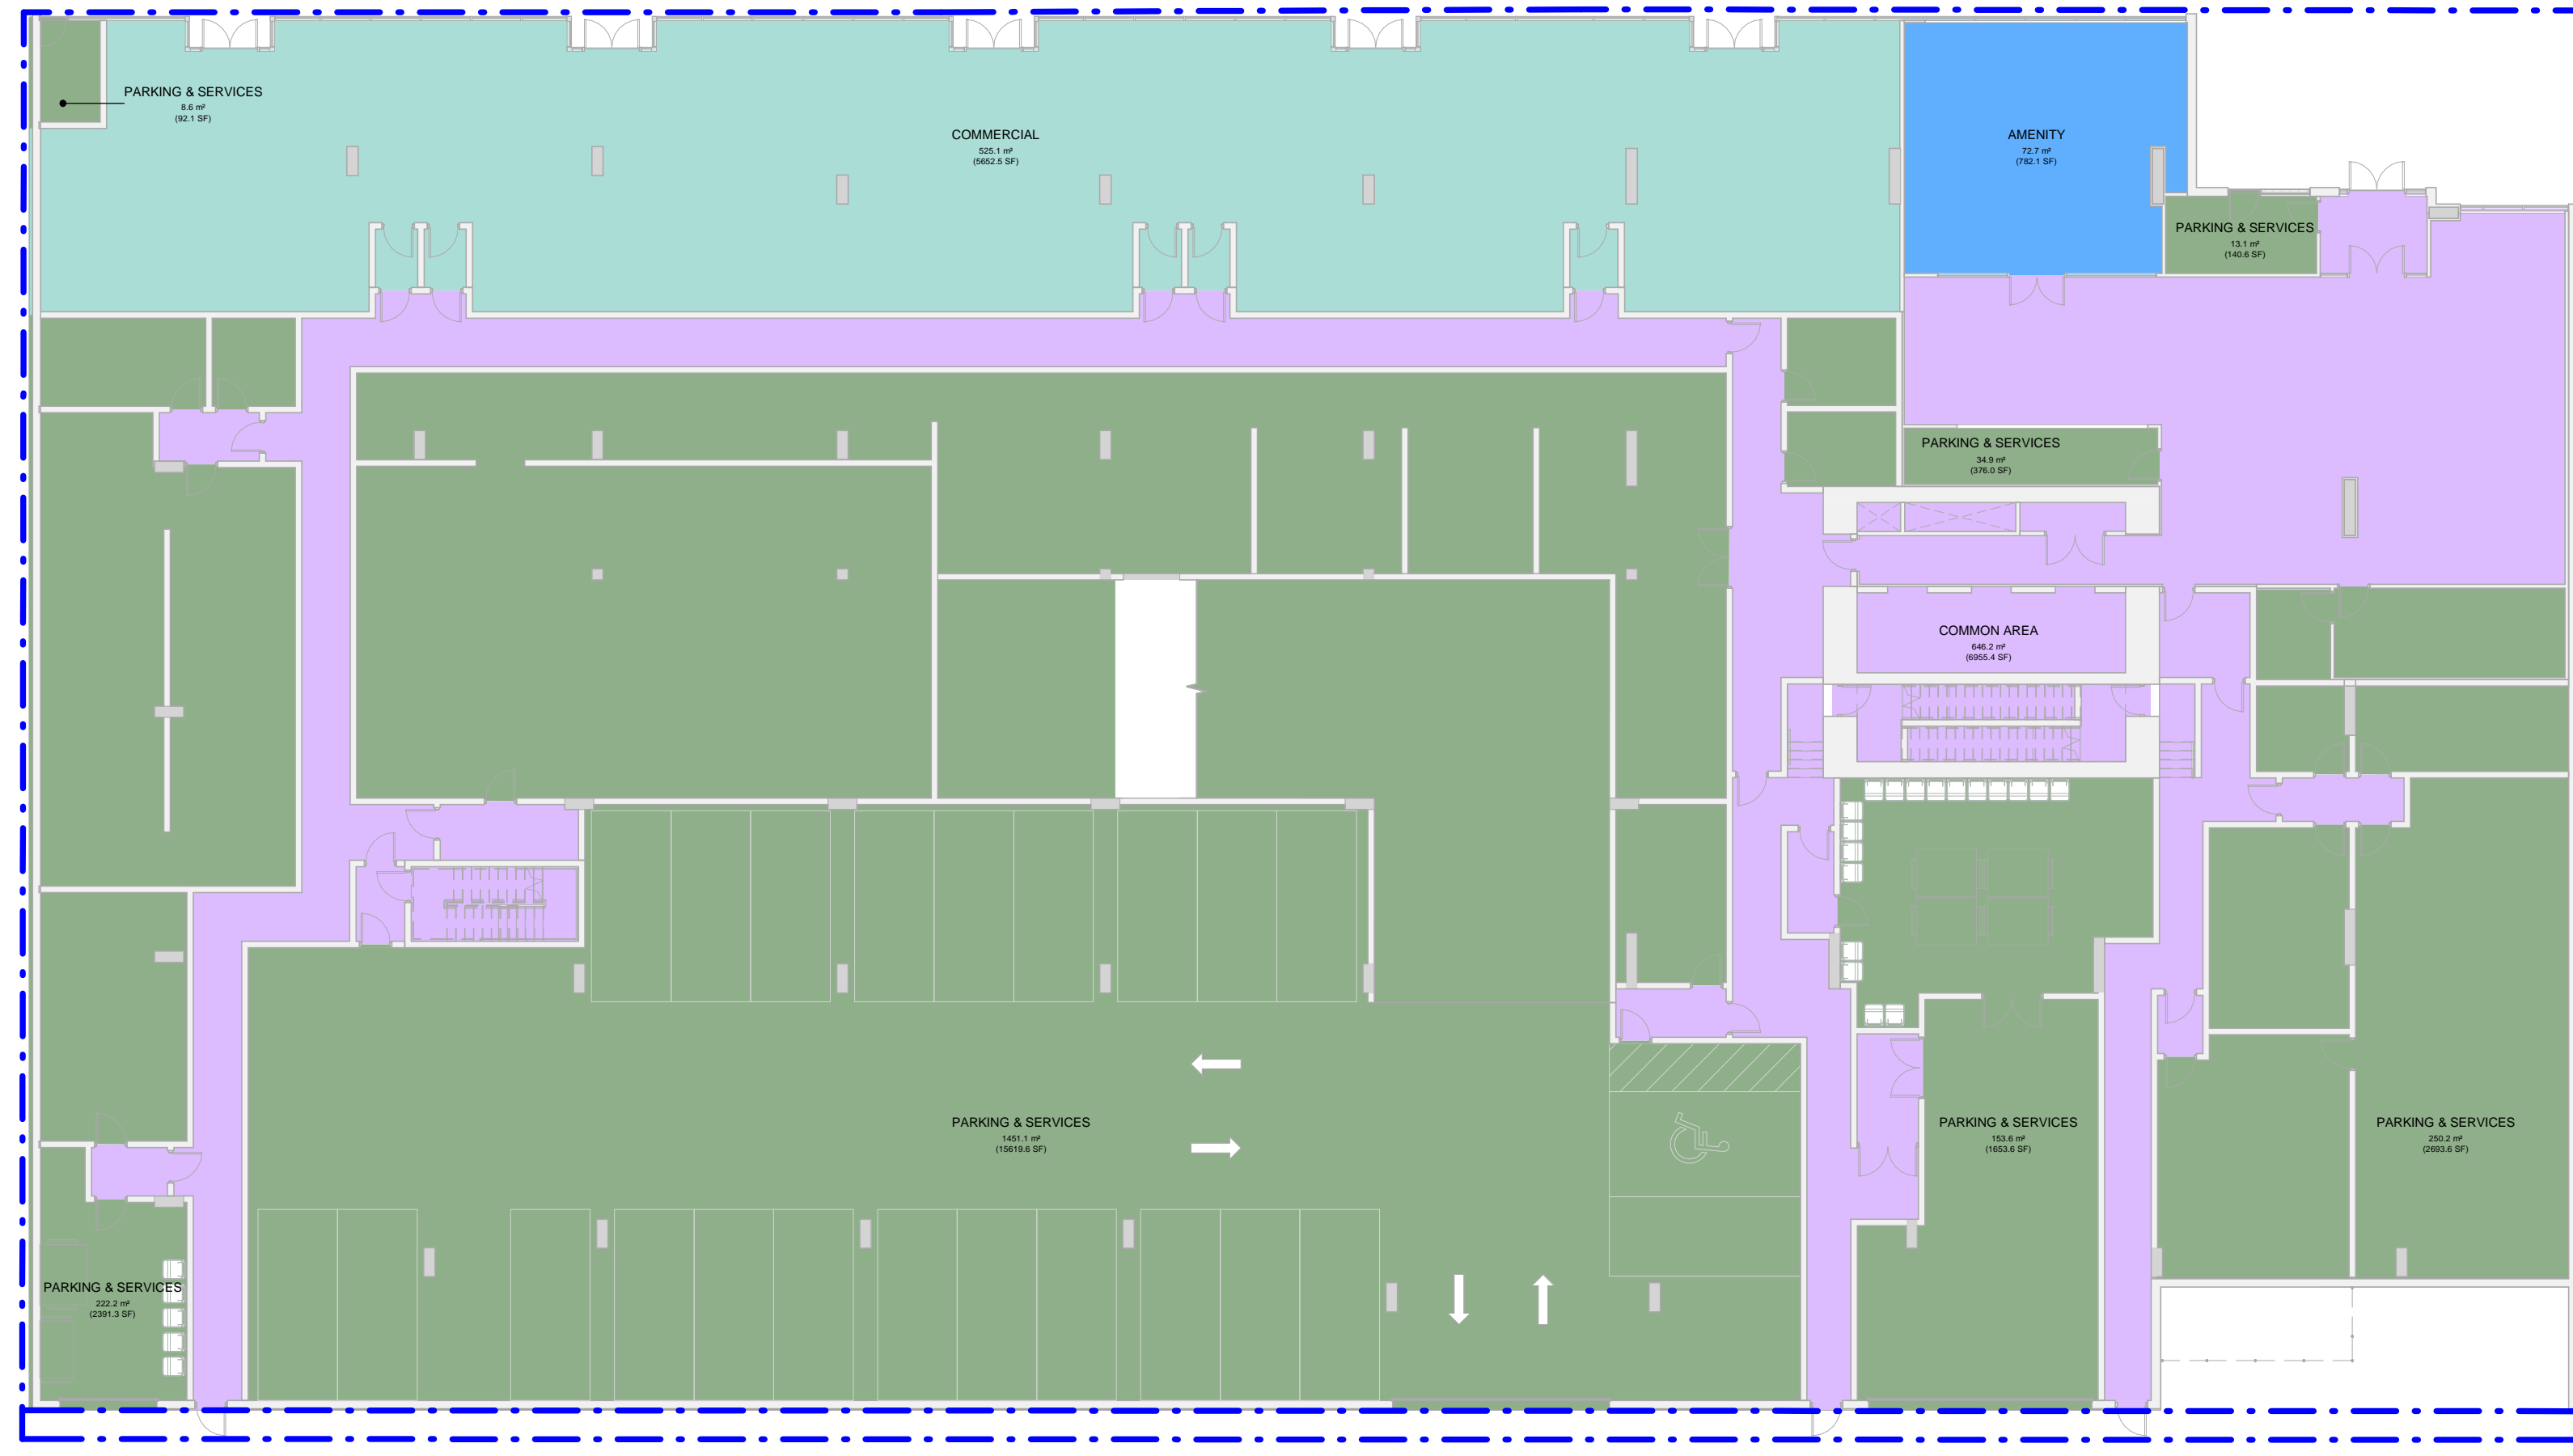 PARKING & SERVICES
8.6 m²
(92.1 SF)
COMMERCIAL
525.1 m²
(5652.5 SF)
AMENITY
72.7 m²
(782.1 SF)
PARKING & SERVICES
13.1 m²
(140.6 SF)
PARKING & SERVICES
34.9 m²
(376.0 SF)
COMMON AREA
646.2 m²
(6955.4 SF)
PARKING & SERVICES
1451.1 m²
(15619.6 SF)
PARKING & SERVICES
153.6 m²
(1653.6 SF)
PARKING & SERVICES
250.2 m²
(2693.6 SF)
PARKING & SERVICES
222.2 m²
(2391.3 SF)